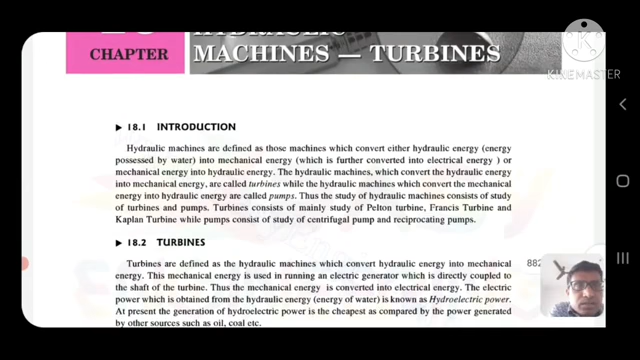 CHAPTER
HYDRAULIC
MACHINES — TURBINES
KINEMASTER
18.1 INTRODUCTION
Hydraulic machines are defined as those machines which convert either hydraulic energy (energy
possessed by water) into mechanical energy (which is further converted into electrical energy ) or
mechanical energy into hydraulic energy. The hydraulic machines, which convert the hydraulic energy
into mechanical energy, are called turbines while the hydraulic machines which convert the mechanical
energy into hydraulic energy are called pumps. Thus the study of hydraulic machines consists of study
of turbines and pumps. Turbines consists of mainly study of Pelton turbine, Francis Turbine and
Kaplan Turbine while pumps consist of study of centrifugal pump and reciprocating pumps.
18.2 TURBINES
Turbines are defined as the hydraulic machines which convert hydraulic energy into mechanical
energy. This mechanical energy is used in running an electric generator which is directly coupled to
the shaft of the turbine. Thus the mechanical energy is converted into electrical energy. The electric
power which is obtained from the hydraulic energy (energy of water) is known as Hydroelectric power.
At present the generation of hydroelectric power is the cheapest as compared by the power generated
by other sources such as oil, coal etc.
882